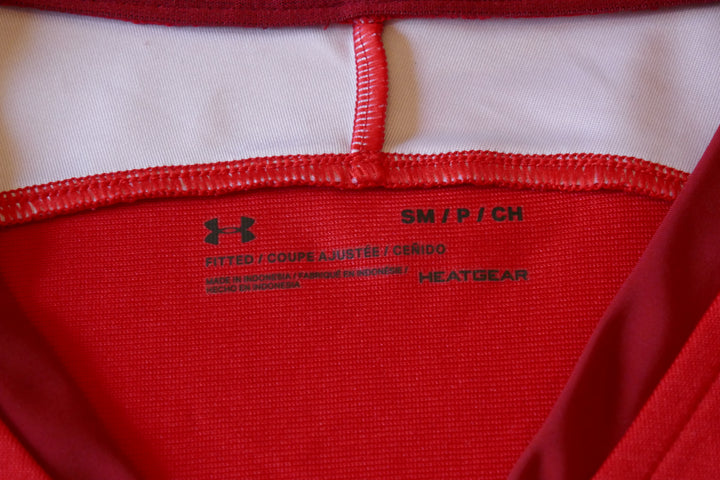 SM / P / CH
FITTED / COUPE AJUSTÉE / CEÑIDO
MADE IN INDONESIA / FABRIQUÉ EN INDONÉSIE /
HECHO EN INDONESIA
HEATGEAR